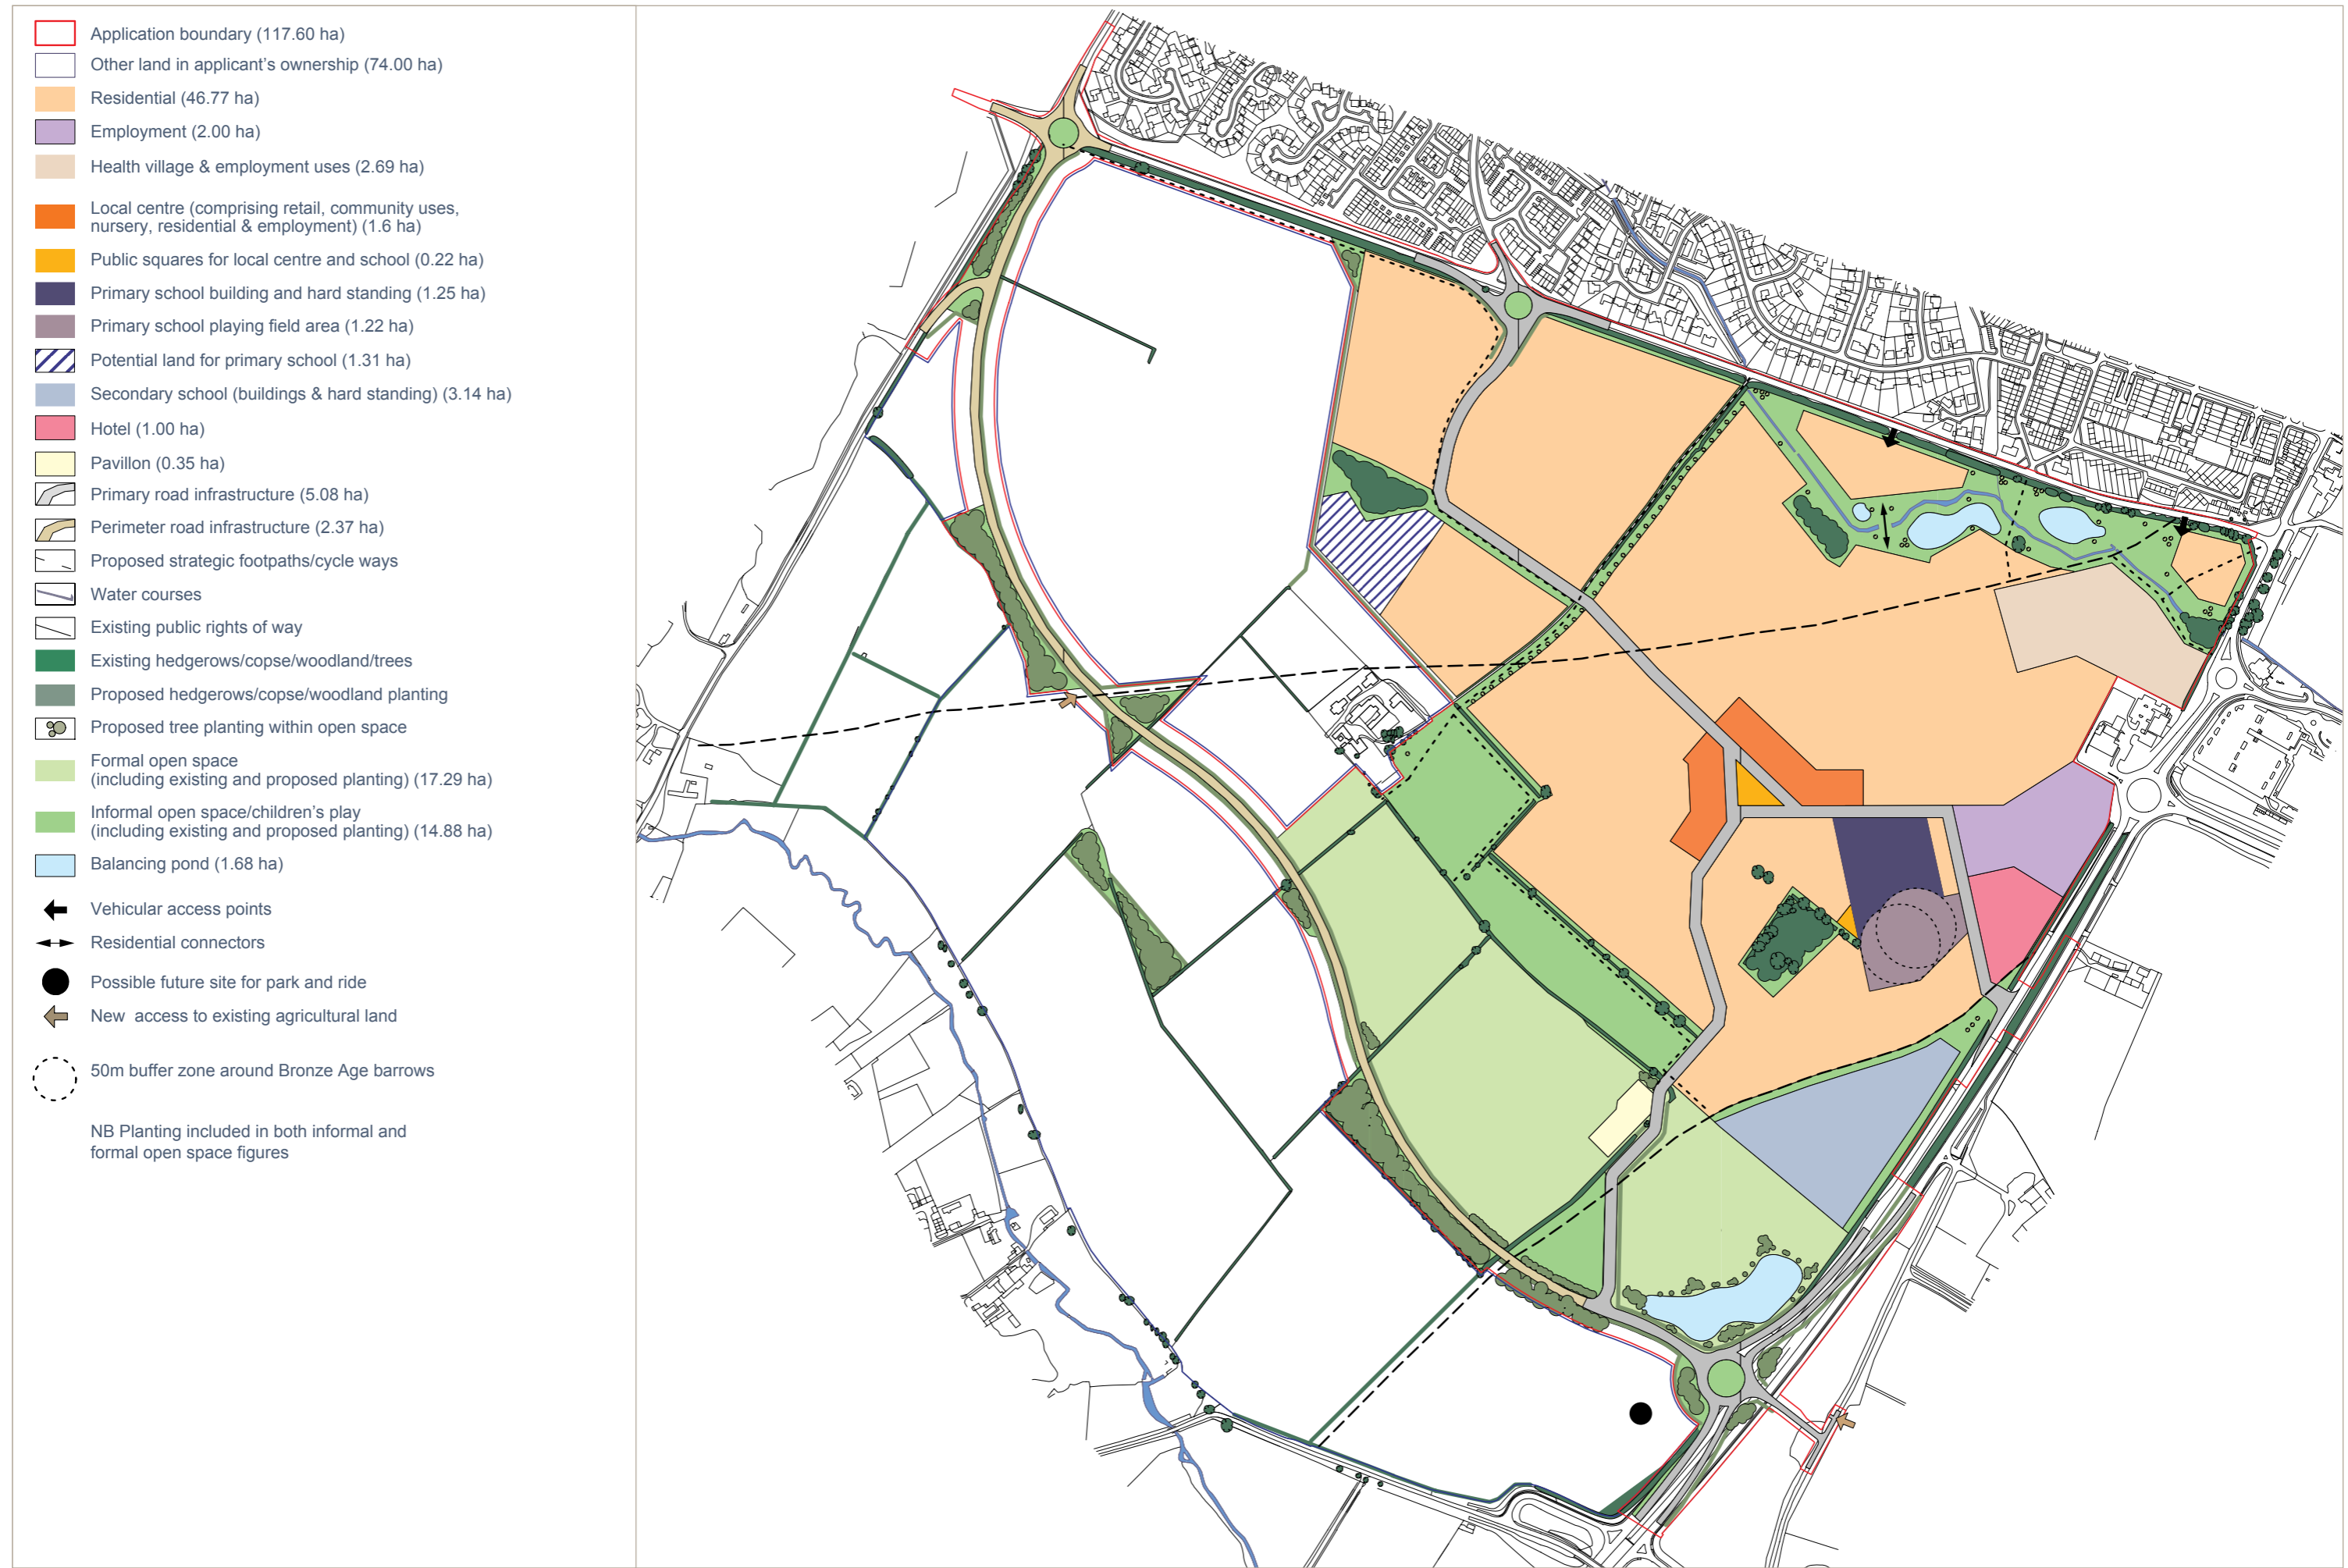 Application boundary (117.60 ha)
Other land in applicant's ownership (74.00 ha)
Residential (46.77 ha)
Employment (2.00 ha)
Health village & employment uses (2.69 ha)
Local centre (comprising retail, community uses,
nursery, residential & employment) (1.6 ha)
Public squares for local centre and school (0.22 ha)
Primary school building and hard standing (1.25 ha)
Primary school playing field area (1.22 ha)
Potential land for primary school (1.31 ha)
Secondary school (buildings & hard standing) (3.14 ha)
Hotel (1.00 ha)
Pavillon (0.35 ha)
Primary road infrastructure (5.08 ha)
Perimeter road infrastructure (2.37 ha)
Proposed strategic footpaths/cycle ways
Water courses
Existing public rights of way
Existing hedgerows/copse/woodland/trees
Proposed hedgerows/copse/woodland planting
Proposed tree planting within open space
Formal open space
(including existing and proposed planting) (17.29 ha)
Informal open space/children's play
(including existing and proposed planting) (14.88 ha)
Balancing pond (1.68 ha)
Vehicular access points
Residential connectors
Possible future site for park and ride
New access to existing agricultural land
50m buffer zone around Bronze Age barrows
NB Planting included in both informal and
formal open space figures